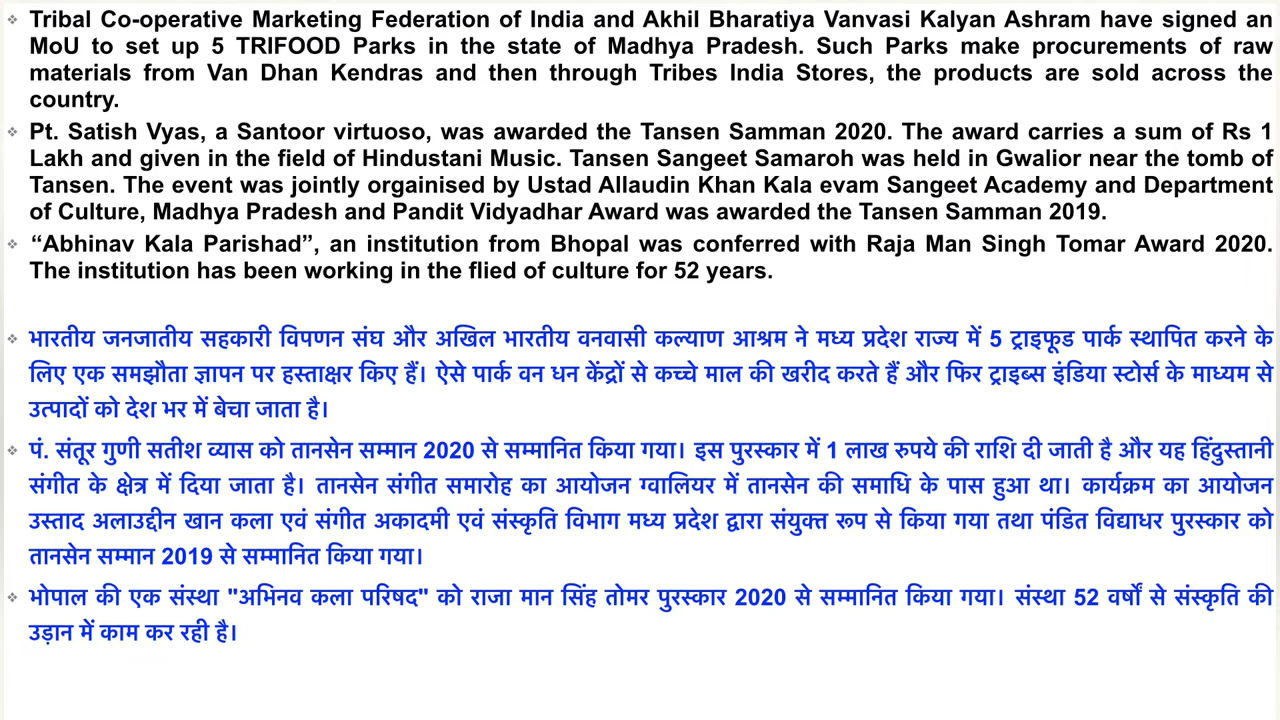 Tribal Co-operative Marketing Federation of India and Akhil Bharatiya Vanvasi Kalyan Ashram have signed an
MoU to set up 5 TRIFOOD Parks in the state of Madhya Pradesh. Such Parks make procurements of raw
materials from Van Dhan Kendras and then through Tribes India Stores, the products are sold across the
country.
Pt. Satish Vyas, a Santoor virtuoso, was awarded the Tansen Samman 2020. The award carries a sum of Rs 1
Lakh and given in the field of Hindustani Music. Tansen Sangeet Samaroh was held in Gwalior near the tomb of
Tansen. The event was jointly orgainised by Ustad Allaudin Khan Kala evam Sangeet Academy and Department
of Culture, Madhya Pradesh and Pandit Vidyadhar Award was awarded the Tansen Samman 2019.
“Abhinav Kala Parishad”, an institution from Bhopal was conferred with Raja Man Singh Tomar Award 2020.
The institution has been working in the flied of culture for 52 years.
भारतीय जनजातीय सहकारी विपणन संघ और अखिल भारतीय वनवासी कल्याण आश्रम ने मध्य प्रदेश राज्य में 5 ट्राइफूड पार्क स्थापित करने के
लिए एक समझौता ज्ञापन पर हस्ताक्षर किए हैं। ऐसे पार्क वन धन केंद्रों से कच्चे माल की खरीद करते हैं और फिर ट्राइब्स इंडिया स्टोर्स के माध्यम से
उत्पादों को देश भर में बेचा जाता है।
पं. संतूर गुणी सतीश व्यास को तानसेन सम्मान 2020 से सम्मानित किया गया। इस पुरस्कार में 1 लाख रुपये की राशि दी जाती है और यह हिंदुस्तानी
संगीत के क्षेत्र में दिया जाता है। तानसेन संगीत समारोह का आयोजन ग्वालियर में तानसेन की समाधि के पास हुआ था। कार्यक्रम का आयोजन
उस्ताद अलाउद्दीन खान कला एवं संगीत अकादमी एवं संस्कृति विभाग मध्य प्रदेश द्वारा संयुक्त रूप से किया गया तथा पंडित विद्याधर पुरस्कार को
तानसेन सम्मान 2019 से सम्मानित किया गया।
भोपाल की एक संस्था "अभिनव कला परिषद" को राजा मान सिंह तोमर पुरस्कार 2020 से सम्मानित किया गया। संस्था 52 वर्षों से संस्कृति की
उड़ान में काम कर रही है।